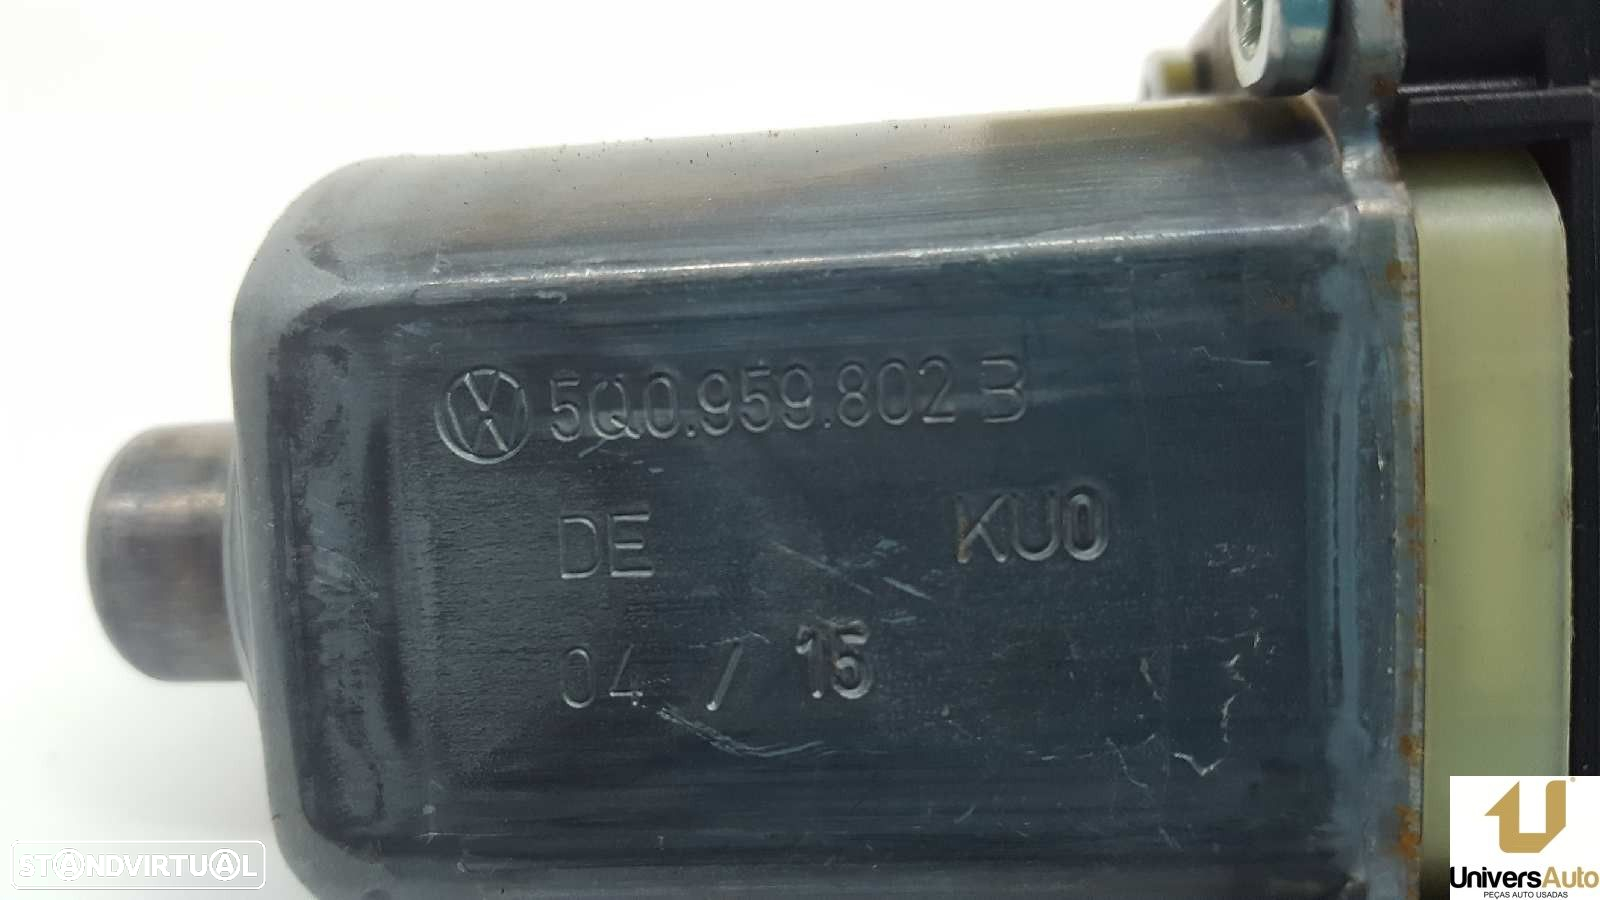 5Q0.959.802 B
DE KU0
04 / 15
STANDVIRTUAL
UniversAuto
PEÇAS AUTO USADAS